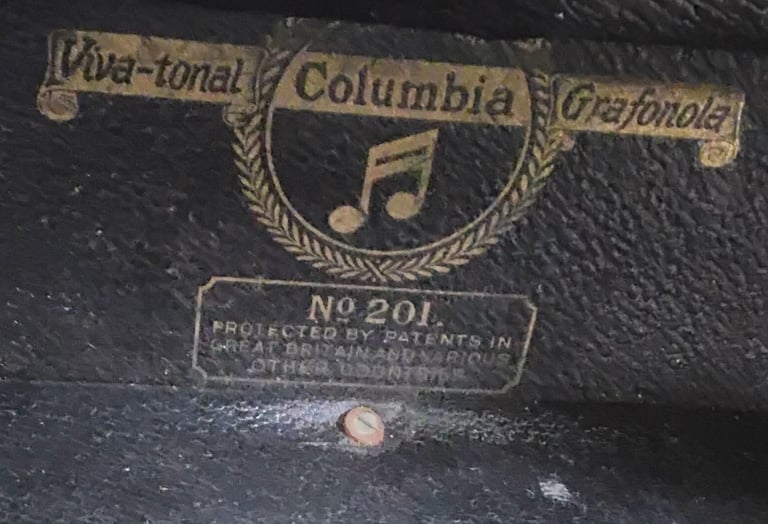 Viva-tonal Columbia Grafonola
No 201.
PROTECTED BY PATENTS IN
GREAT BRITAIN AND VARIOUS
OTHER COUNTRIES